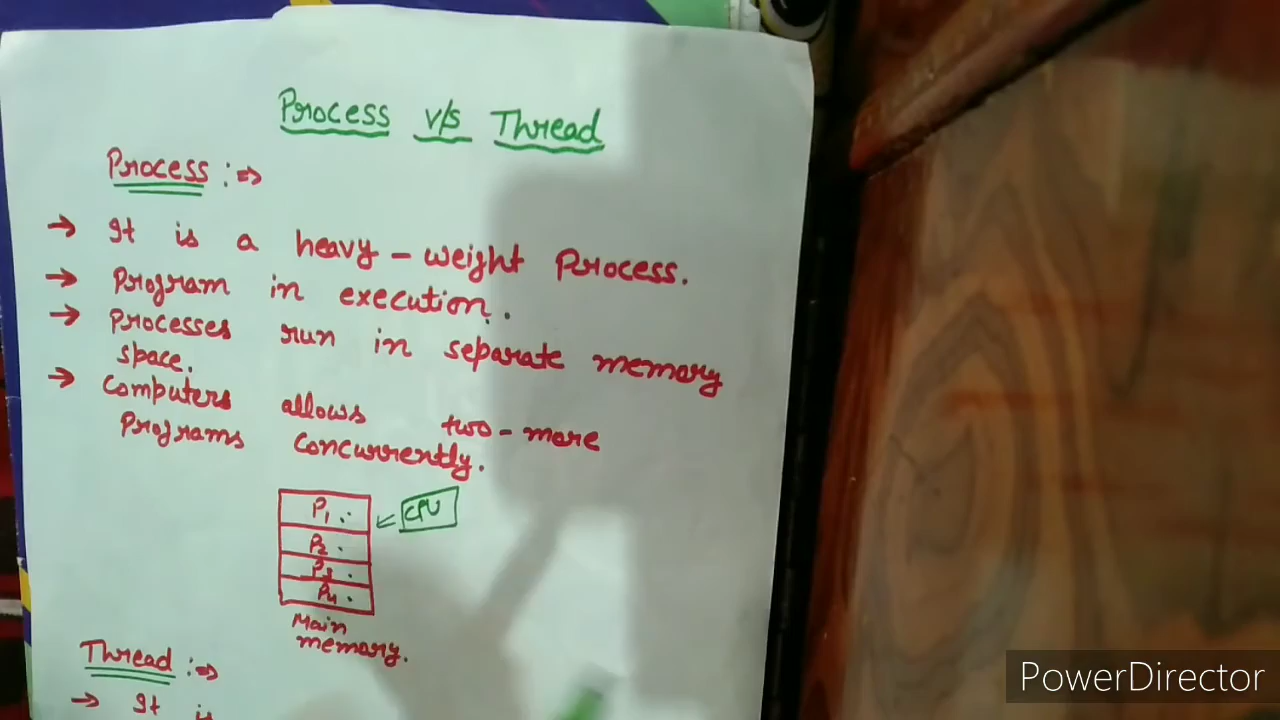 Process v/s Thread
Process :⇒
→ It is a heavy-weight Process.
→ Program in execution.
→ Processes run in separate memory
space.
→ Computers allows two-more
Programs concurrently.
P1
CPU
P2
P3
P4
Main
memory.
Thread :⇒
→ It is
PowerDirector